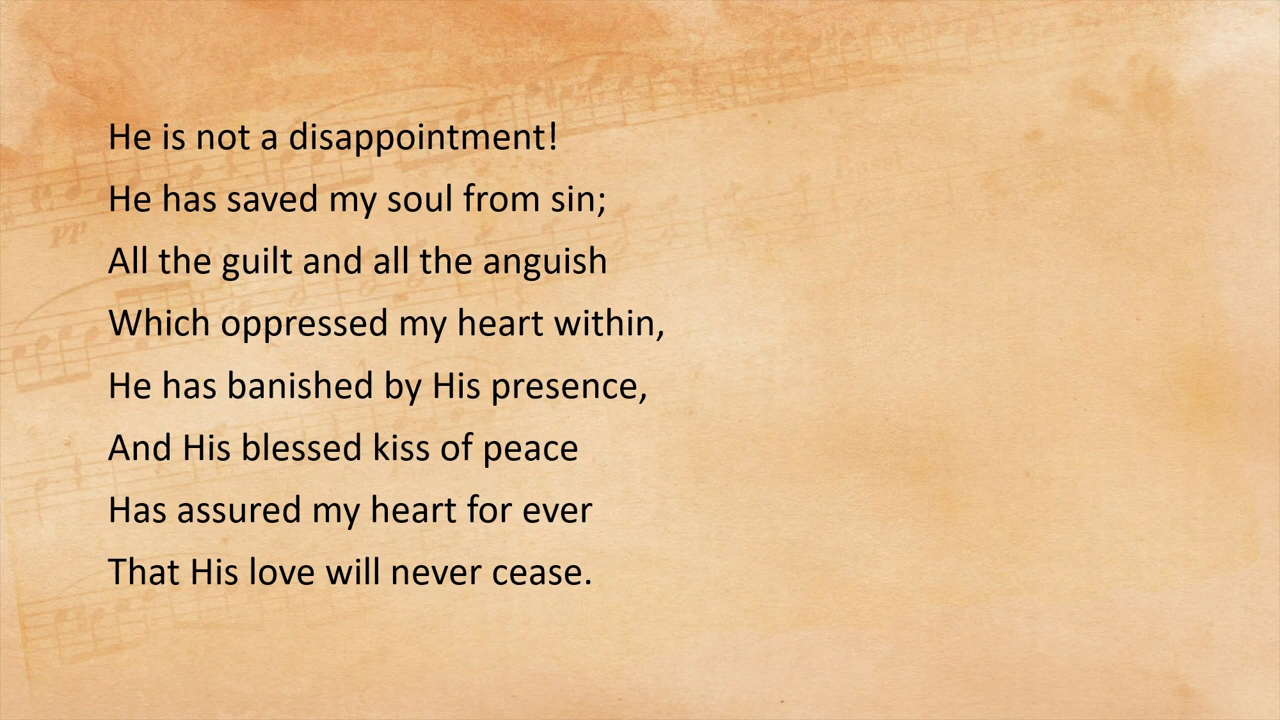 He is not a disappointment!
He has saved my soul from sin;
All the guilt and all the anguish
Which oppressed my heart within,
He has banished by His presence,
And His blessed kiss of peace
Has assured my heart for ever
That His love will never cease.
pp